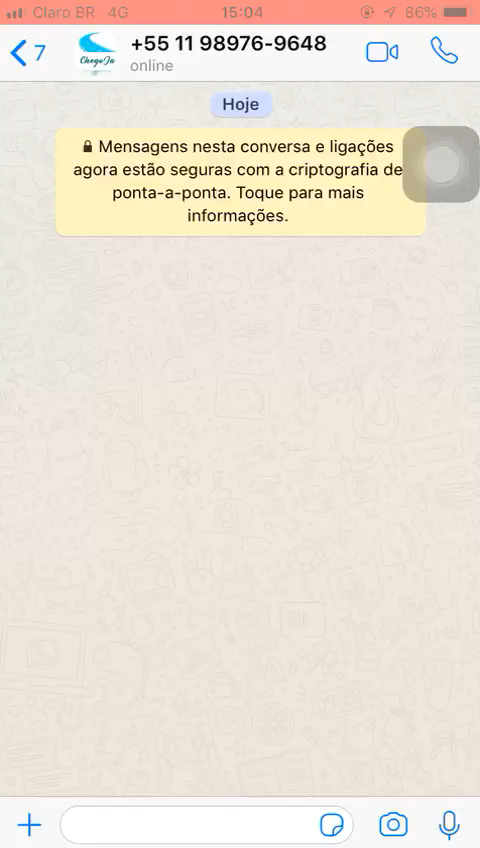 Claro BR 4G 15:04 86%
7 +55 11 98976-9648
ChegoJa
online
Hoje
Mensagens nesta conversa e ligações
agora estão seguras com a criptografia de
ponta-a-ponta. Toque para mais
informações.